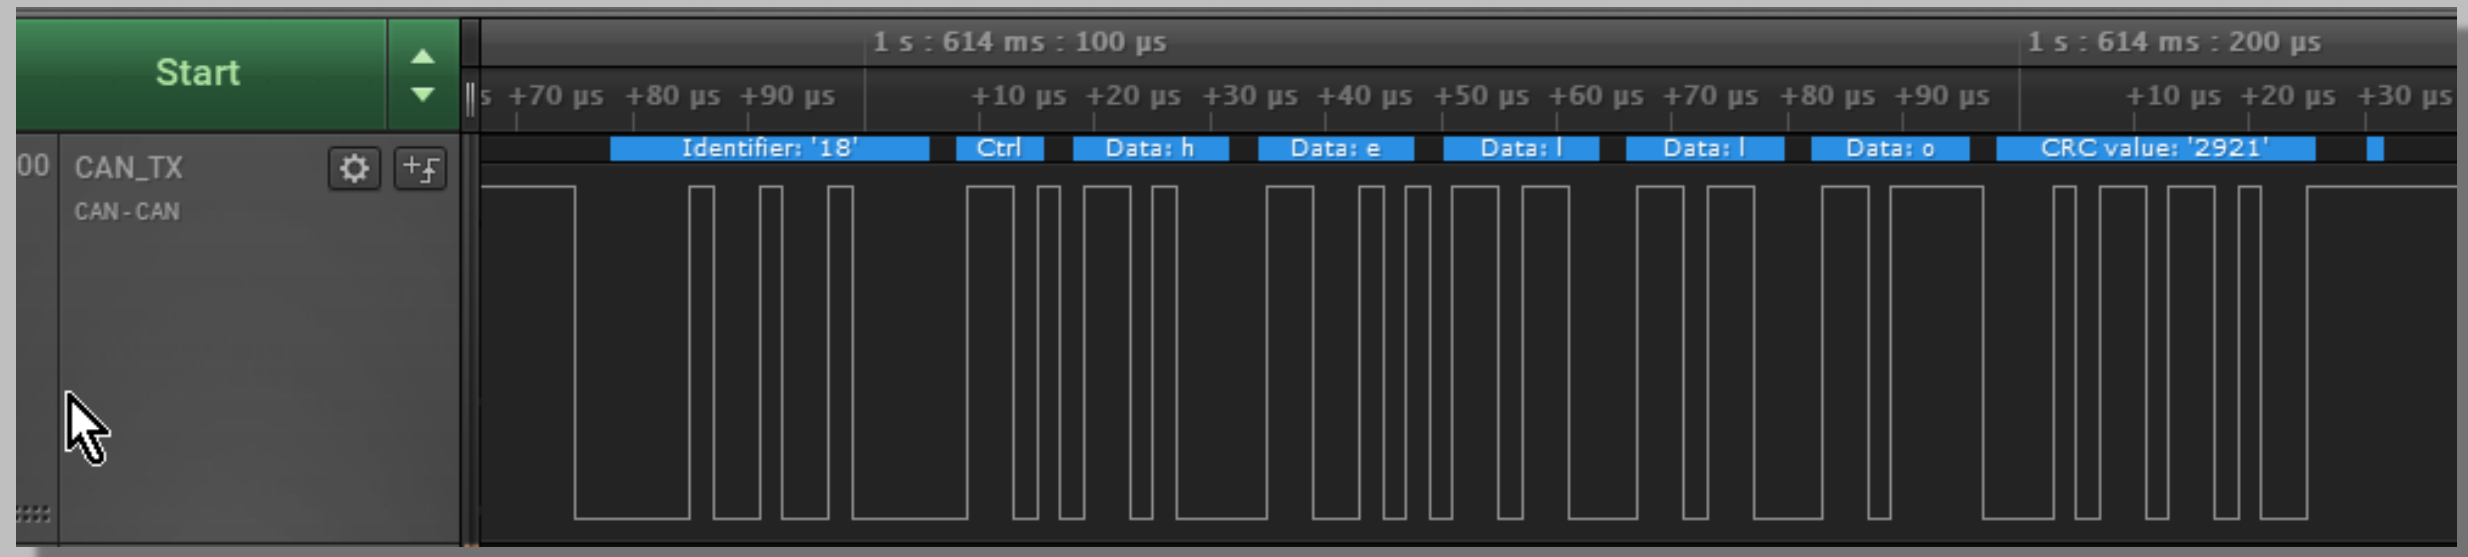 1 s : 614 ms : 100 µs
1 s : 614 ms : 200 µs
Start
s +70 µs +80 µs +90 µs +10 µs +20 µs +30 µs +40 µs +50 µs +60 µs +70 µs +80 µs +90 µs +10 µs +20 µs +30 µs
Identifier: '18' Ctrl Data: h Data: e Data: l Data: l Data: o CRC value: '2921'
00 CAN_TX
CAN - CAN